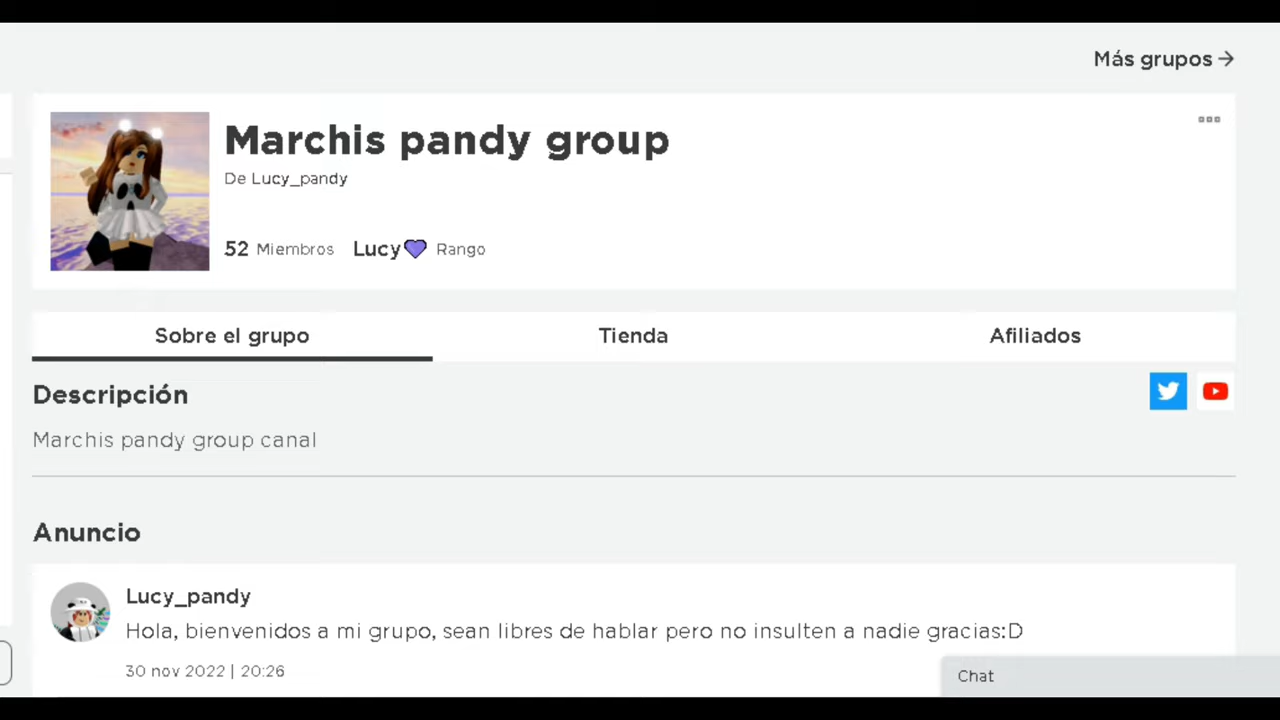 Más grupos →
Marchis pandy group
De Lucy_pandy
52 Miembros Lucy💜 Rango
Sobre el grupo Tienda Afiliados
Descripción
Marchis pandy group canal
Anuncio
Lucy_pandy
Hola, bienvenidos a mi grupo, sean libres de hablar pero no insulten a nadie gracias:D
30 nov 2022 | 20:26
Chat